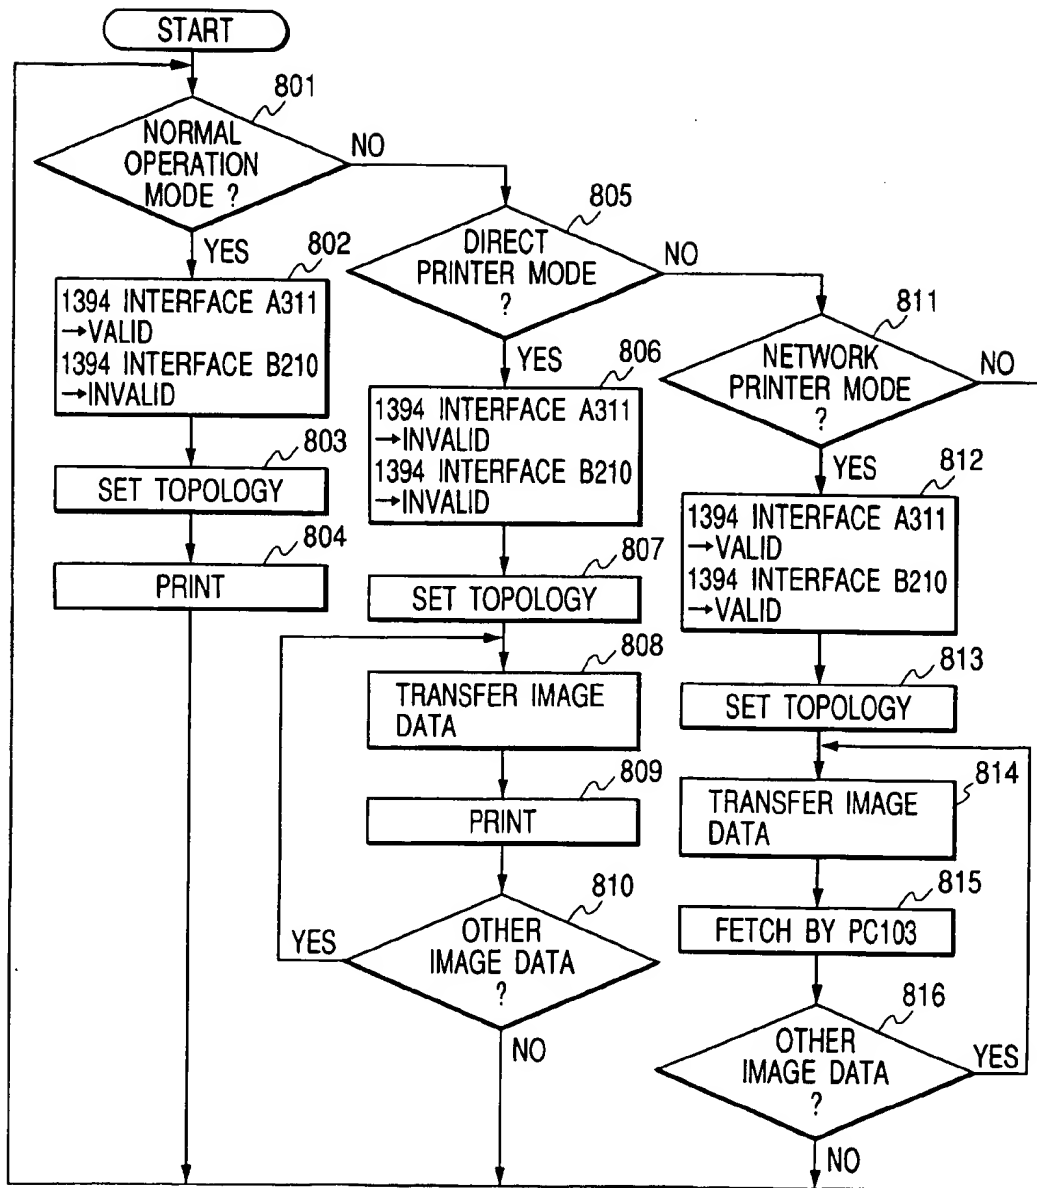 START
801
NORMAL
OPERATION
MODE ?
NO
YES
802
1394 INTERFACE A311
→VALID
1394 INTERFACE B210
→INVALID
803
SET TOPOLOGY
804
PRINT
805
DIRECT
PRINTER MODE
?
NO
YES
806
1394 INTERFACE A311
→INVALID
1394 INTERFACE B210
→INVALID
807
SET TOPOLOGY
808
TRANSFER IMAGE
DATA
809
PRINT
810
OTHER
IMAGE DATA
?
YES
NO
811
NETWORK
PRINTER MODE
?
NO
YES
812
1394 INTERFACE A311
→VALID
1394 INTERFACE B210
→VALID
813
SET TOPOLOGY
814
TRANSFER IMAGE
DATA
815
FETCH BY PC103
816
OTHER
IMAGE DATA
?
YES
NO